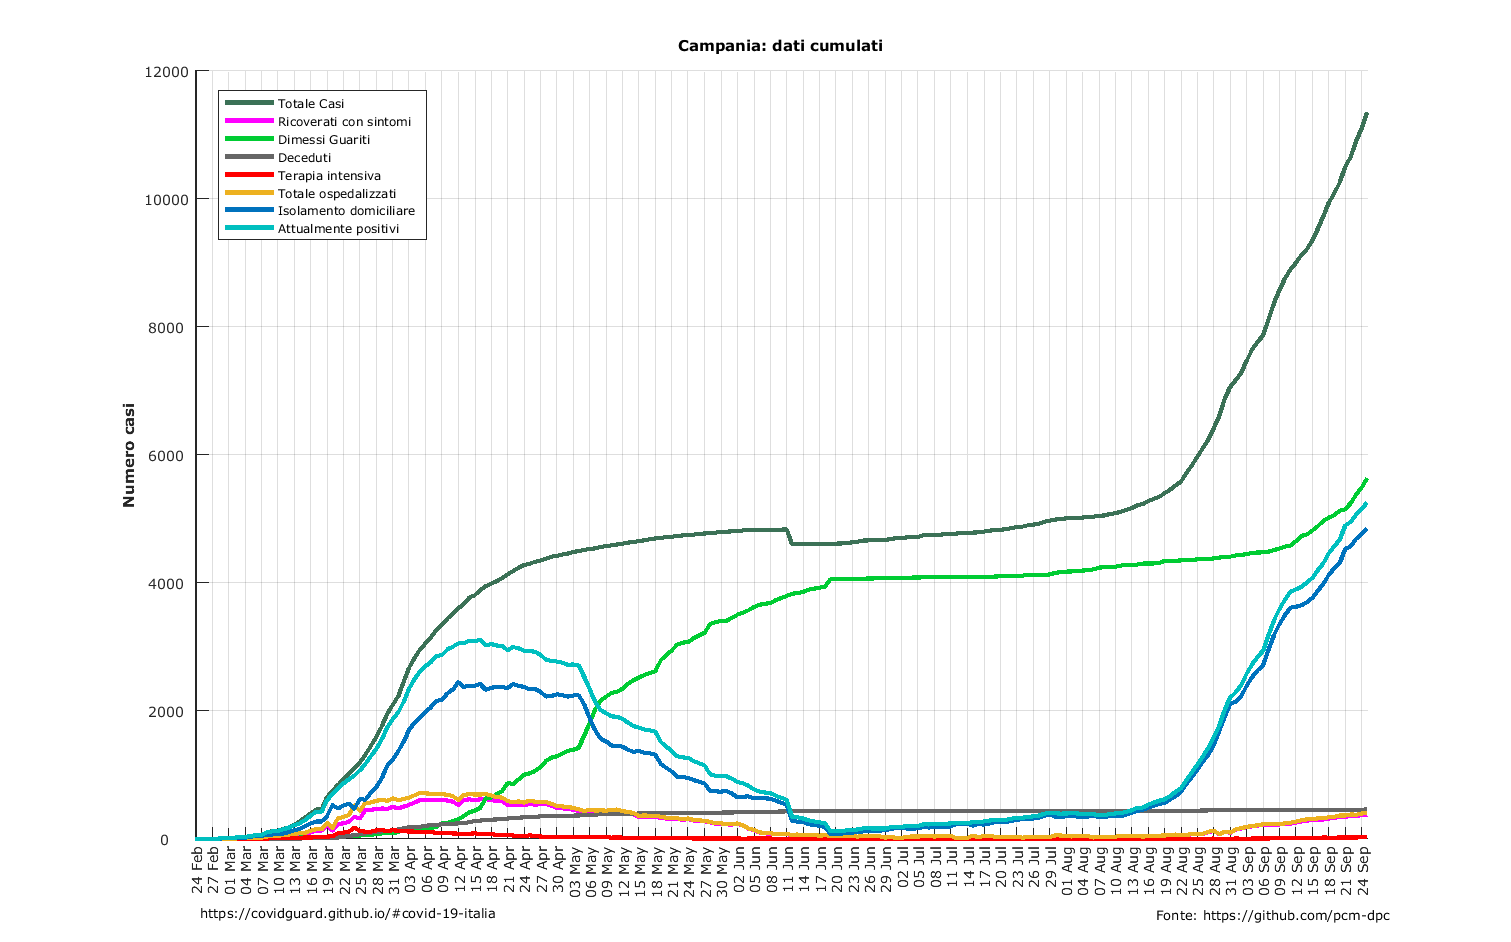 Campania: dati cumulati
12000
10000
8000
6000
4000
2000
0
Numero casi
Totale Casi
Ricoverati con sintomi
Dimessi Guariti
Deceduti
Terapia intensiva
Totale ospedalizzati
Isolamento domiciliare
Attualmente positivi
24 Feb
27 Feb
01 Mar
04 Mar
07 Mar
10 Mar
13 Mar
16 Mar
19 Mar
22 Mar
25 Mar
28 Mar
31 Mar
03 Apr
06 Apr
09 Apr
12 Apr
15 Apr
18 Apr
21 Apr
24 Apr
27 Apr
30 Apr
03 May
06 May
09 May
12 May
15 May
18 May
21 May
24 May
27 May
30 May
02 Jun
05 Jun
08 Jun
11 Jun
14 Jun
17 Jun
20 Jun
23 Jun
26 Jun
29 Jun
02 Jul
05 Jul
08 Jul
11 Jul
14 Jul
17 Jul
20 Jul
23 Jul
26 Jul
29 Jul
01 Aug
04 Aug
07 Aug
10 Aug
13 Aug
16 Aug
19 Aug
22 Aug
25 Aug
28 Aug
31 Aug
03 Sep
06 Sep
09 Sep
12 Sep
15 Sep
18 Sep
21 Sep
24 Sep
https://covidguard.github.io/#covid-19-italia
Fonte: https://github.com/pcm-dpc